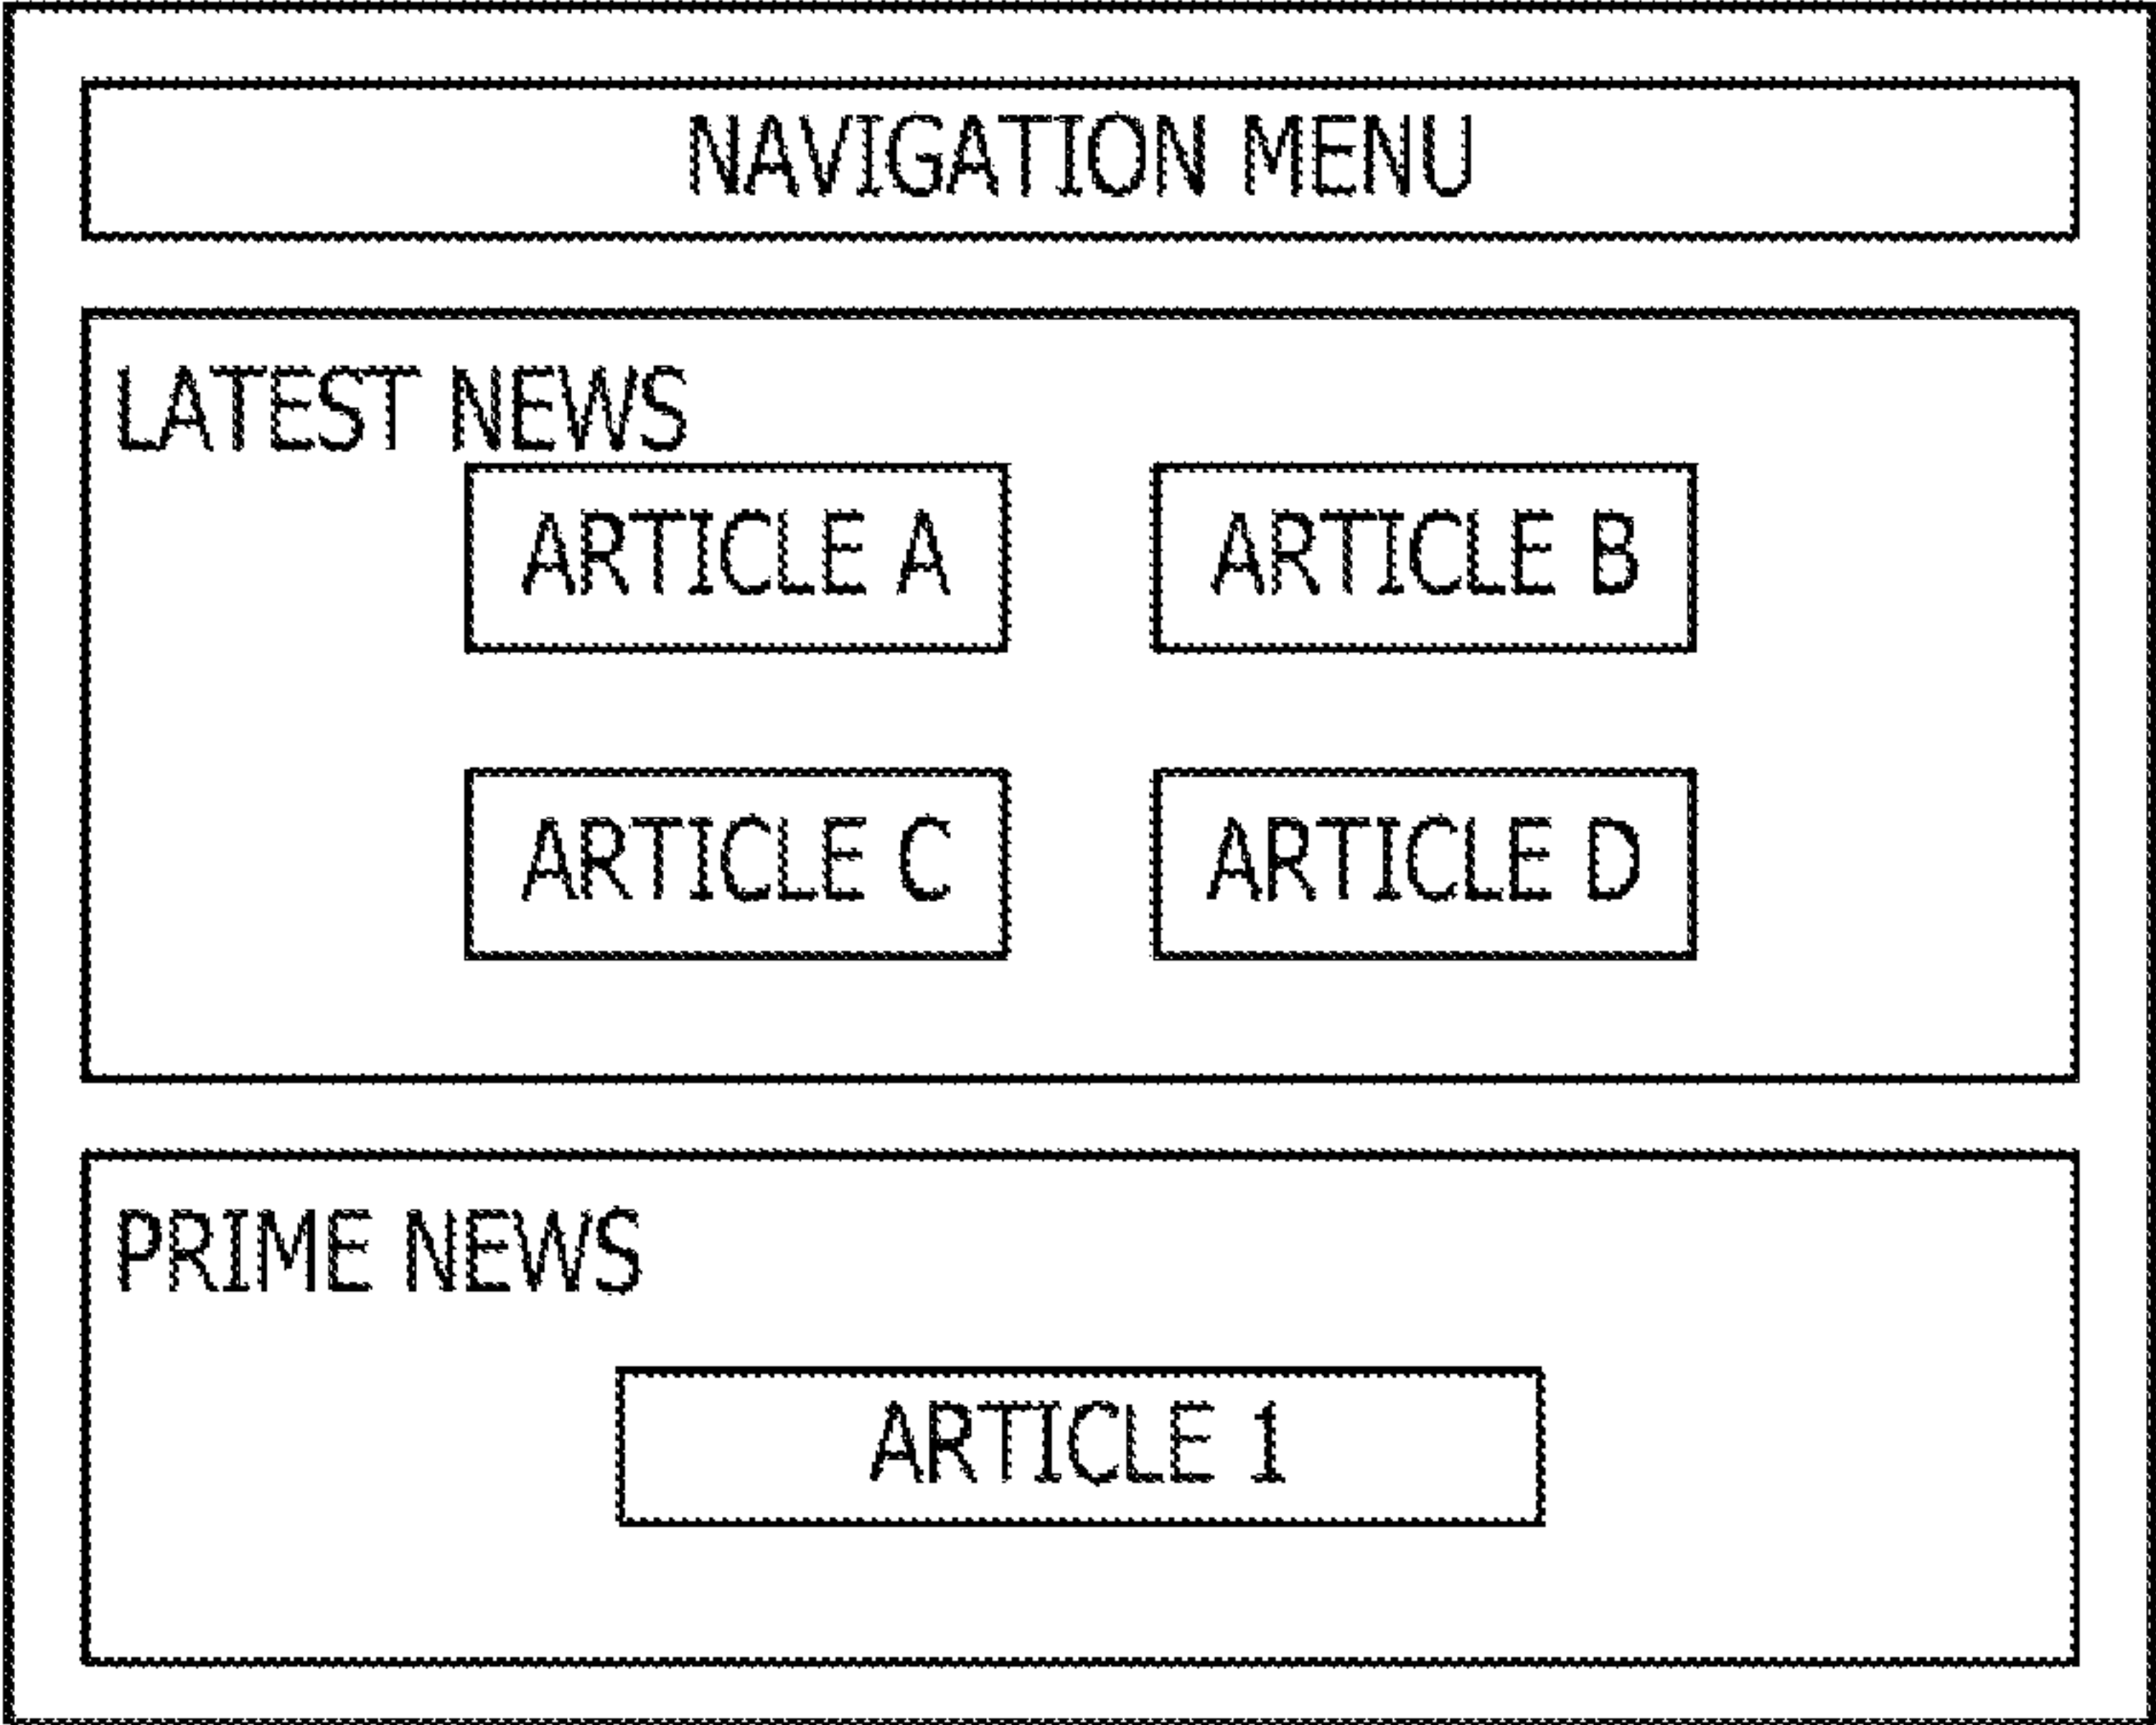 NAVIGATION MENU
LATEST NEWS
ARTICLE A
ARTICLE B
ARTICLE C
ARTICLE D
PRIME NEWS
ARTICLE 1